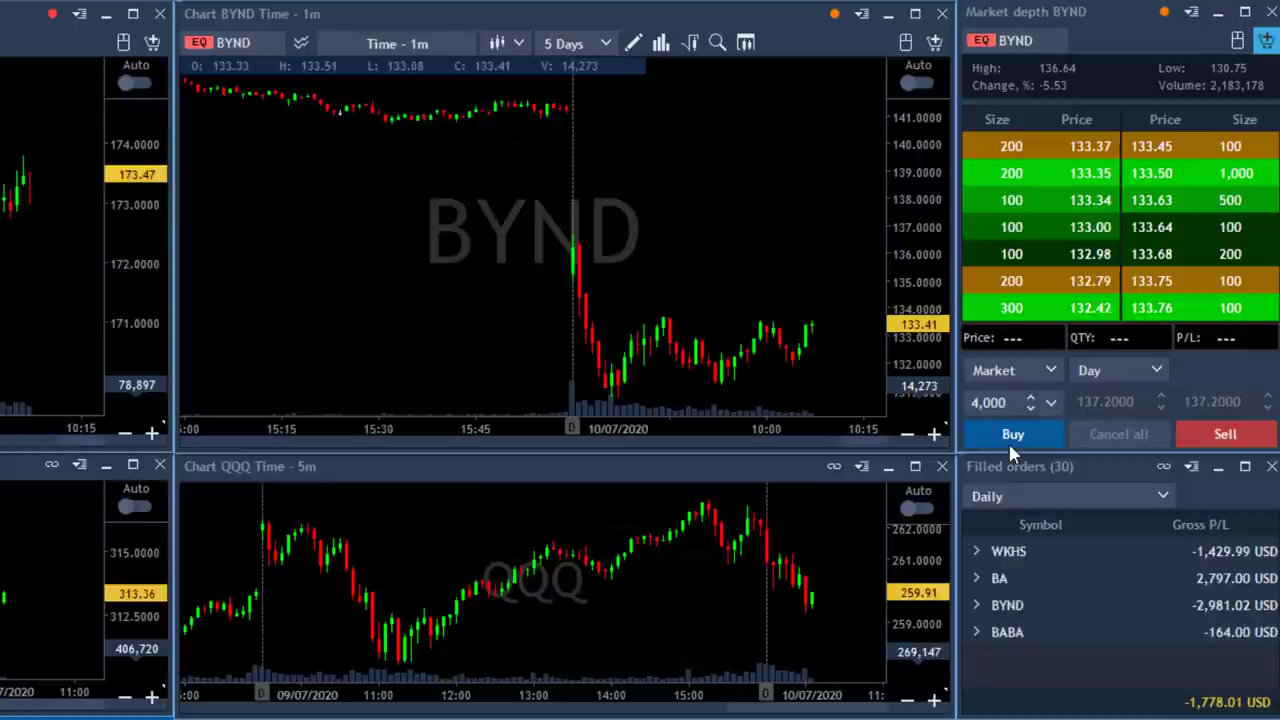 Auto
174.0000
173.47
173.0000
172.0000
171.0000
78,897
10:15
Auto
315.0000
313.36
312.5000
406,720
/2020
11:00
Chart BYND Time - 1m
EQ BYND
Time - 1m
5 Days
O: 133.33 H: 133.51 L: 133.08 C: 133.41 V: 14,273
Auto
BYND
141.0000
140.0000
139.0000
138.0000
137.0000
136.0000
135.0000
134.0000
133.41
133.0000
132.0000
14,273
:00 15:15 15:30 15:45 D 10/07/2020 10:00 10:15
Chart QQQ Time - 5m
Auto
QQQ
262.0000
261.0000
259.91
259.0000
269,147
:00 D 09/07/2020 11:00 12:00 13:00 14:00 15:00 D 10/07/2020 11:
Market depth BYND
EQ BYND
High: 136.64 Low: 130.75
Change, %: -5.53 Volume: 2,183,178
Size Price Price Size
200 133.37 133.45 100
200 133.35 133.50 1,000
100 133.34 133.63 500
100 133.00 133.64 100
100 132.98 133.68 200
200 132.79 133.75 100
300 132.42 133.76 100
Price: --- QTY: --- P/L: ---
Market Day
4,000 137.2000 137.2000
Buy Cancel all Sell
Filled orders (30)
Daily
Symbol Gross P/L
WKHS -1,429.99 USD
BA 2,797.00 USD
BYND -2,981.02 USD
BABA -164.00 USD
-1,778.01 USD